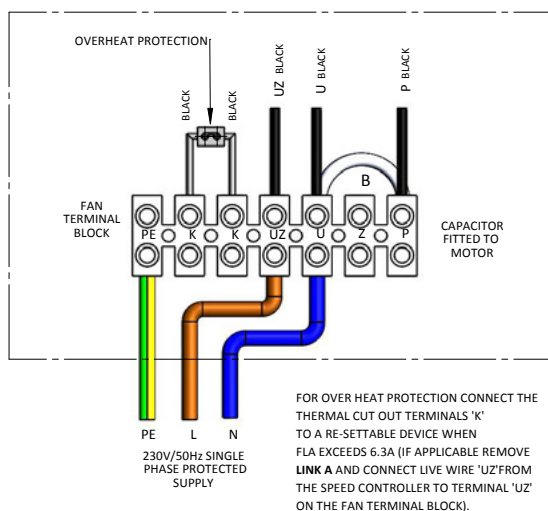 OVERHEAT PROTECTION
BLACK
BLACK
UZ BLACK
U BLACK
P BLACK
B
FAN
TERMINAL
BLOCK
PE K K UZ U Z P
CAPACITOR
FITTED TO
MOTOR
PE L N
230V/50Hz SINGLE
PHASE PROTECTED
SUPPLY
FOR OVER HEAT PROTECTION CONNECT THE
THERMAL CUT OUT TERMINALS 'K'
TO A RE-SETTABLE DEVICE WHEN
FLA EXCEEDS 6.3A (IF APPLICABLE REMOVE
LINK A AND CONNECT LIVE WIRE 'UZ'FROM
THE SPEED CONTROLLER TO TERMINAL 'UZ'
ON THE FAN TERMINAL BLOCK).